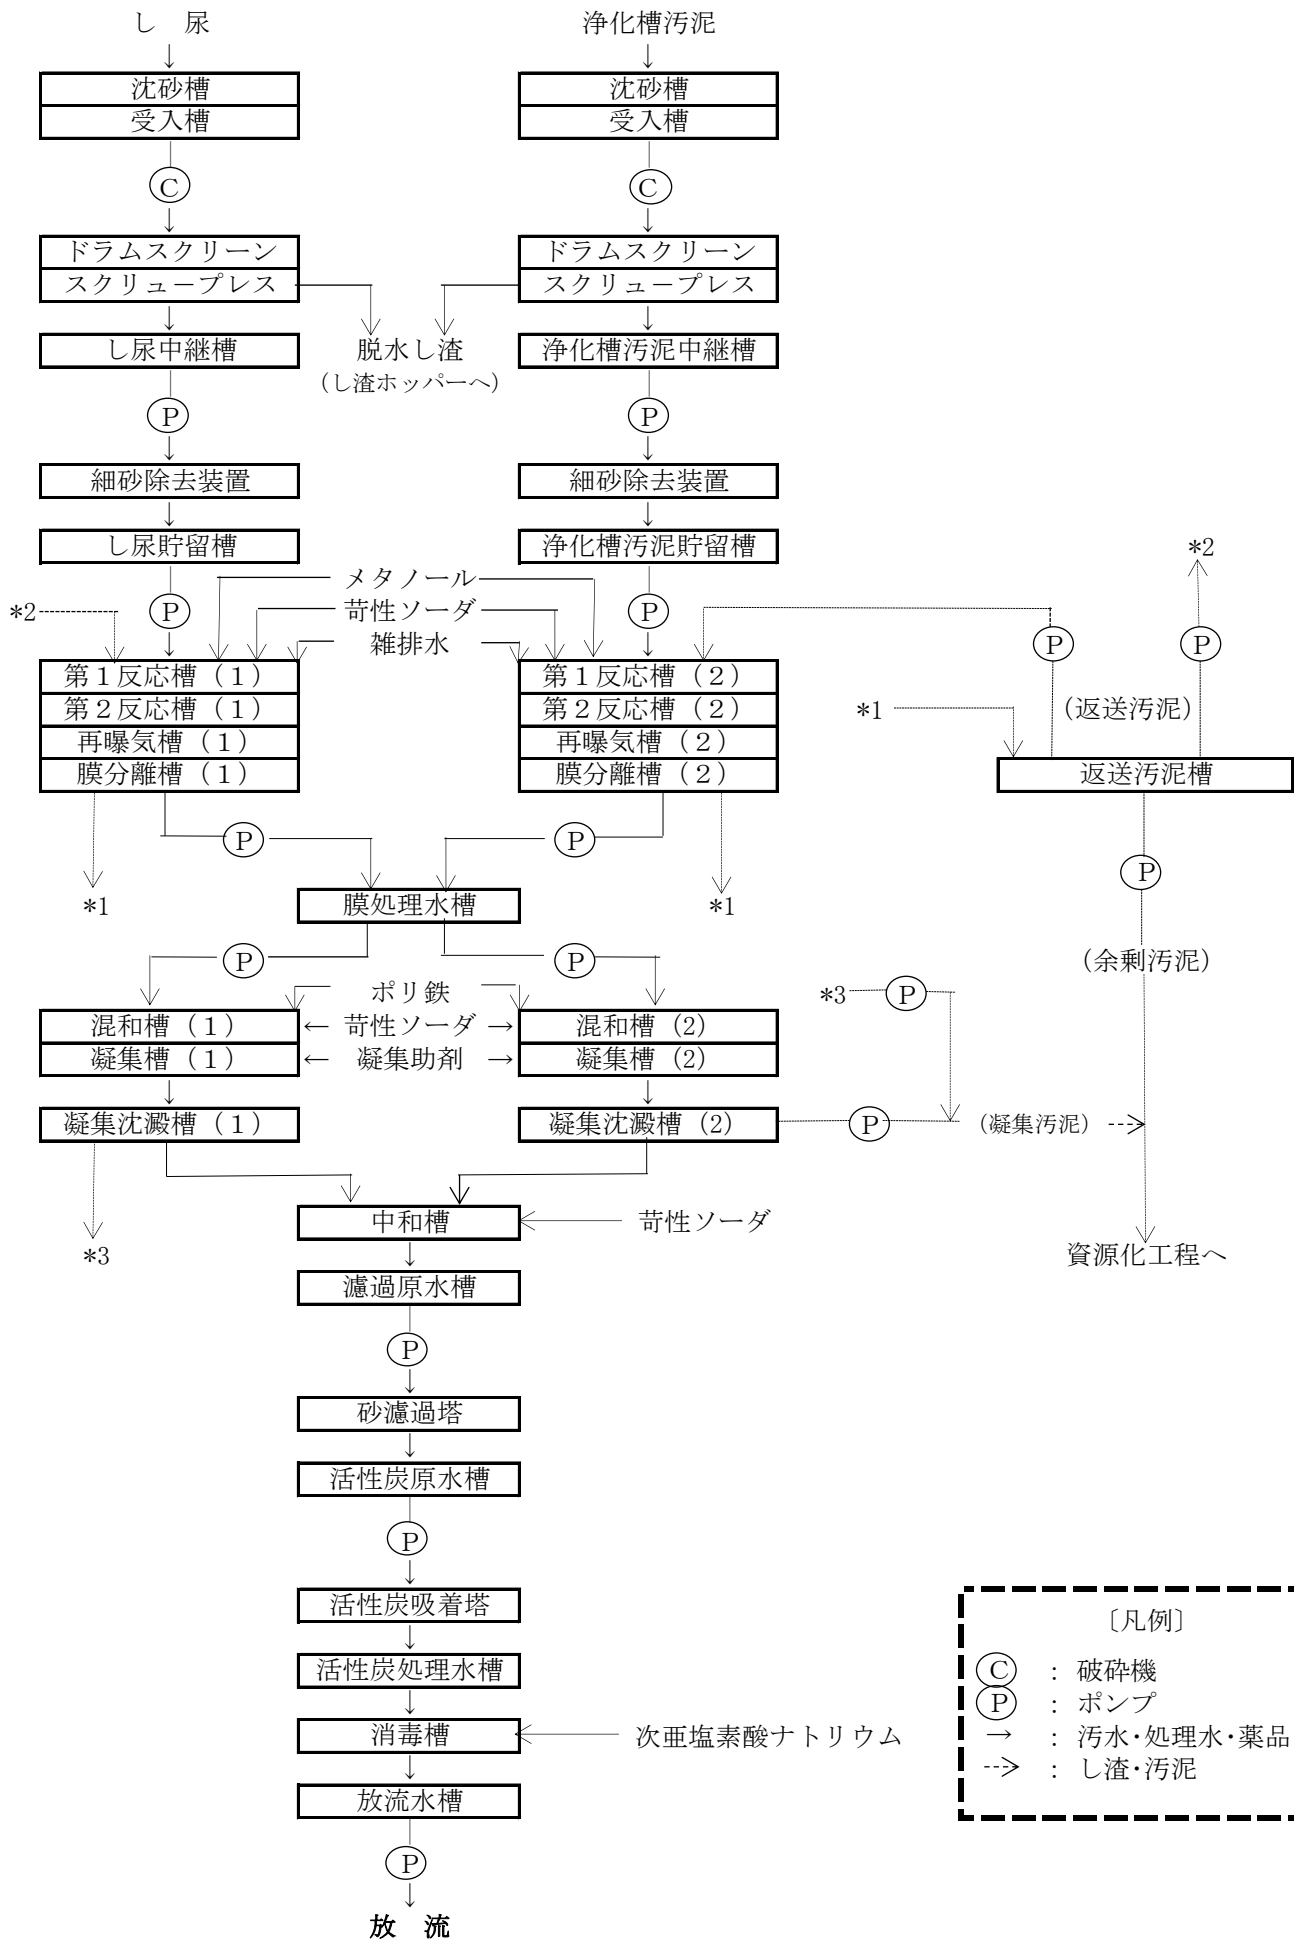 し 尿
浄化槽汚泥
沈砂槽
沈砂槽
受入槽
受入槽
C
C
ドラムスクリーン
ドラムスクリーン
スクリュープレス
スクリュープレス
し尿中継槽
脱水し渣
浄化槽汚泥中継槽
（し渣ホッパーへ）
P
P
細砂除去装置
細砂除去装置
し尿貯留槽
浄化槽汚泥貯留槽
*2
メタノール
*2
P
苛性ソーダ
P
雑排水
P
P
第１反応槽（１）
第１反応槽（２）
第２反応槽（１）
第２反応槽（２）
*1
（返送汚泥）
再曝気槽（１）
再曝気槽（２）
膜分離槽（１）
膜分離槽（２）
返送汚泥槽
P
P
P
*1
膜処理水槽
*1
P
P
（余剰汚泥）
ポリ鉄
*3
P
混和槽（１）
← 苛性ソーダ →
混和槽（2）
凝集槽（１）
← 凝集助剤 →
凝集槽（2）
凝集沈澱槽（１）
凝集沈澱槽（2）
P
（凝集汚泥）
中和槽
苛性ソーダ
*3
資源化工程へ
濾過原水槽
P
砂濾過塔
活性炭原水槽
P
活性炭吸着塔
活性炭処理水槽
消毒槽
次亜塩素酸ナトリウム
放流水槽
P
放 流
〔凡例〕
C ：破砕機
P ：ポンプ
→ ：汚水・処理水・薬品
：し渣・汚泥